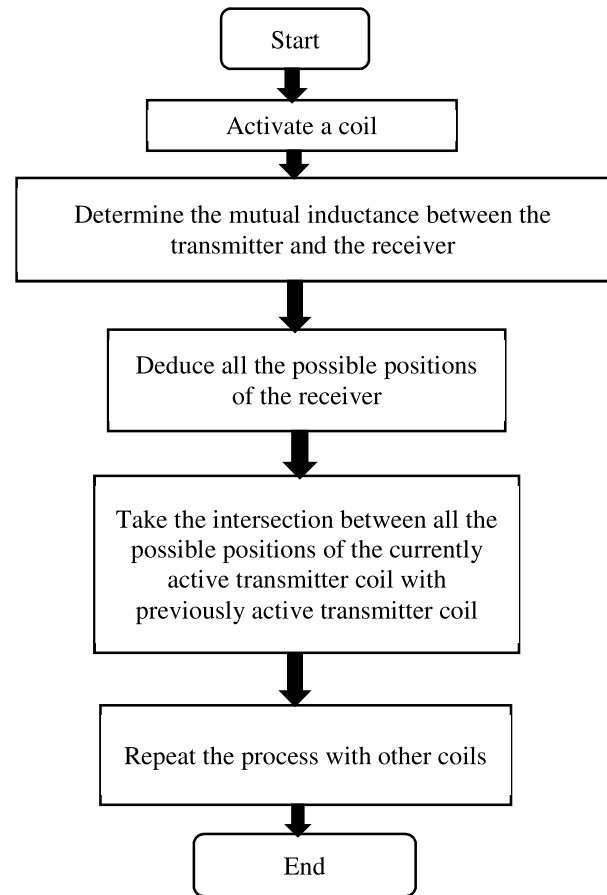 Start
Activate a coil
Determine the mutual inductance between the
transmitter and the receiver
Deduce all the possible positions
of the receiver
Take the intersection between all the
possible positions of the currently
active transmitter coil with
previously active transmitter coil
Repeat the process with other coils
End